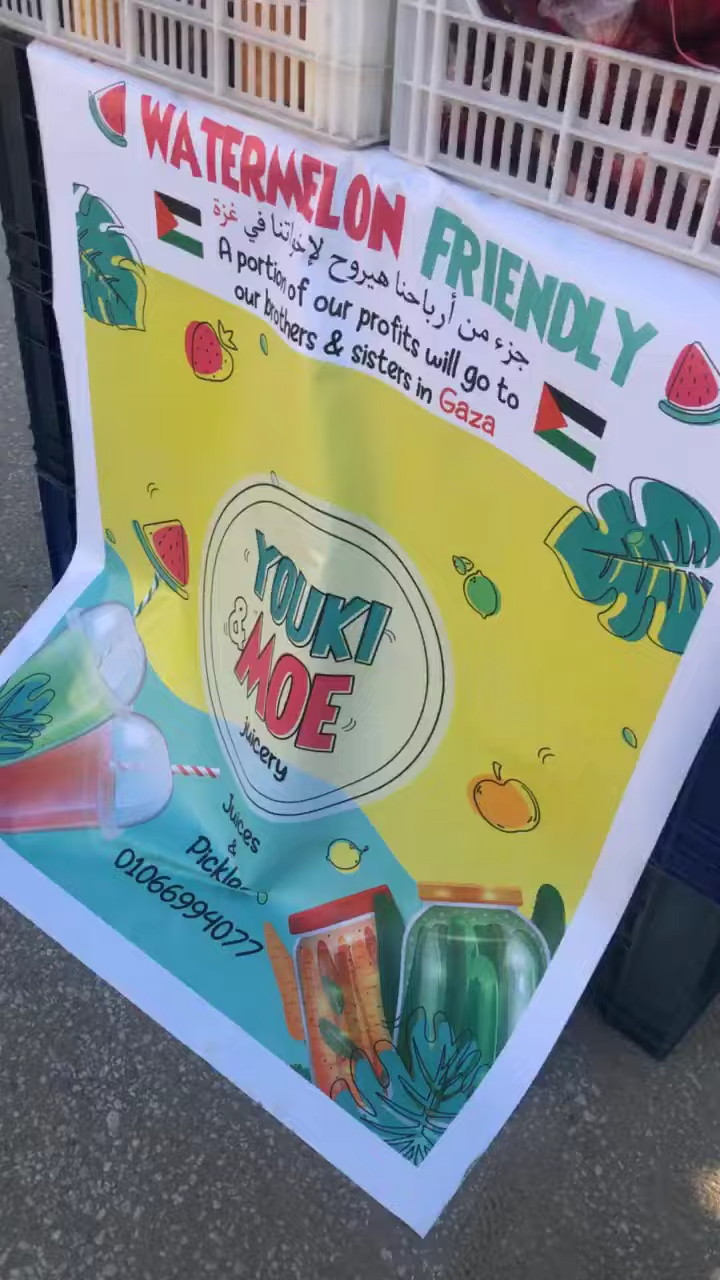 WATERMELON FRIENDLY
جزء من أرباحنا هيروح لإخواتنا في غزة
A portion of our profits will go to
our brothers & sisters in Gaza
YOUKI
& MOE
juicery
Juices
&
01066994077